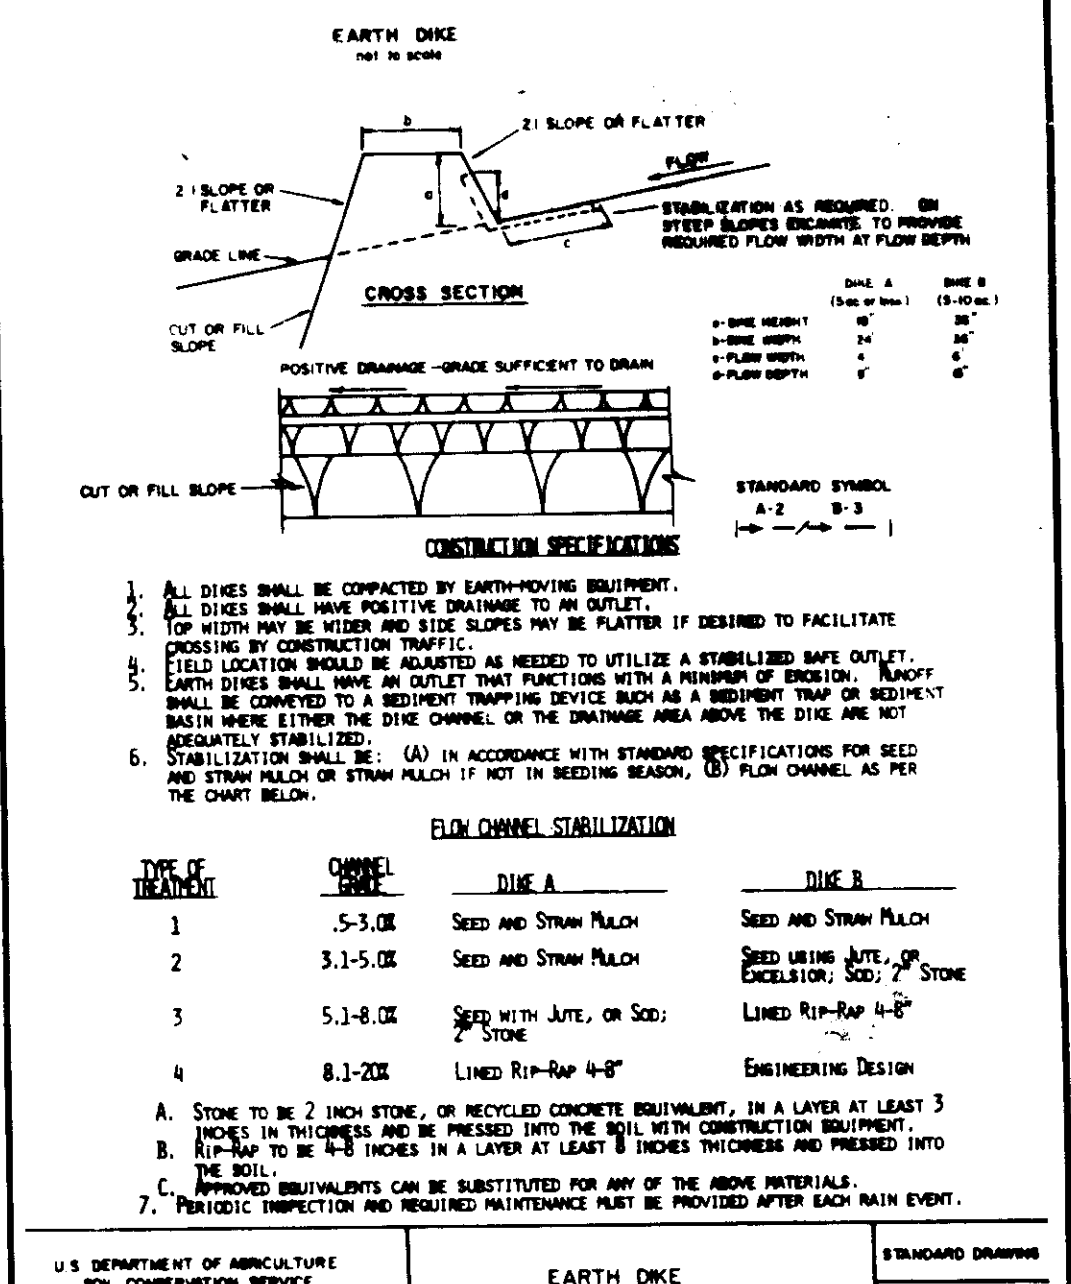 EARTH DIKE
not to scale
b
2:1 SLOPE OR FLATTER
FLOW
2:1 SLOPE OR
FLATTER
a
d
STABILIZATION AS REQUIRED. ON
STEEP SLOPES EXCAVATE TO PROVIDE
REQUIRED FLOW WIDTH AT FLOW DEPTH
c
GRADE LINE
CROSS SECTION
DIKE A
DIKE B
(5 ac. or less)
(5-10 ac.)
CUT OR FILL
SLOPE
a-DIKE HEIGHT 18" 36"
b-DIKE WIDTH 24" 36"
c-FLOW WIDTH 4' 6'
d-FLOW DEPTH
POSITIVE DRAINAGE -GRADE SUFFICIENT TO DRAIN
CUT OR FILL SLOPE
STANDARD SYMBOL
A-2 B-3
CONSTRUCTION SPECIFICATIONS
1. ALL DIKES SHALL BE COMPACTED BY EARTH-MOVING EQUIPMENT.
2. ALL DIKES SHALL HAVE POSITIVE DRAINAGE TO AN OUTLET.
3. TOP WIDTH MAY BE WIDER AND SIDE SLOPES MAY BE FLATTER IF DESIRED TO FACILITATE
CROSSING BY CONSTRUCTION TRAFFIC.
4. FIELD LOCATION SHOULD BE ADJUSTED AS NEEDED TO UTILIZE A STABILIZED SAFE OUTLET.
5. EARTH DIKES SHALL HAVE AN OUTLET THAT FUNCTIONS WITH A MINIMUM OF EROSION. RUNOFF
SHALL BE CONVEYED TO A SEDIMENT TRAPPING DEVICE SUCH AS A SEDIMENT TRAP OR SEDIMENT
BASIN WHERE EITHER THE DIKE CHANNEL OR THE DRAINAGE AREA ABOVE THE DIKE ARE NOT
ADEQUATELY STABILIZED.
6. STABILIZATION SHALL BE: (A) IN ACCORDANCE WITH STANDARD SPECIFICATIONS FOR SEED
AND STRAW MULCH OR STRAW MULCH IF NOT IN SEEDING SEASON, (B) FLOW CHANNEL AS PER
THE CHART BELOW.
FLOW CHANNEL STABILIZATION
TYPE OF
TREATMENT
CHANNEL
GRADE
DIKE A
DIKE B
1 .5-3.0% SEED AND STRAW MULCH SEED AND STRAW MULCH
2 3.1-5.0% SEED AND STRAW MULCH SEED USING JUTE, OR
EXCELSIOR; SOD; 2" STONE
3 5.1-8.0% SEED WITH JUTE, OR SOD; LINED RIP-RAP 4-8"
2" STONE
4 8.1-20% LINED RIP-RAP 4-8" ENGINEERING DESIGN
A. STONE TO BE 2 INCH STONE, OR RECYCLED CONCRETE EQUIVALENT, IN A LAYER AT LEAST 3
INCHES IN THICKNESS AND BE PRESSED INTO THE SOIL WITH CONSTRUCTION EQUIPMENT.
B. RIP-RAP TO BE 4-8 INCHES IN A LAYER AT LEAST 8 INCHES THICKNESS AND PRESSED INTO
THE SOIL.
C. APPROVED EQUIVALENTS CAN BE SUBSTITUTED FOR ANY OF THE ABOVE MATERIALS.
7. PERIODIC INSPECTION AND REQUIRED MAINTENANCE MUST BE PROVIDED AFTER EACH RAIN EVENT.
U.S DEPARTMENT OF AGRICULTURE
SOIL CONSERVATION SERVICE
EARTH DIKE
STANDARD DRAWING